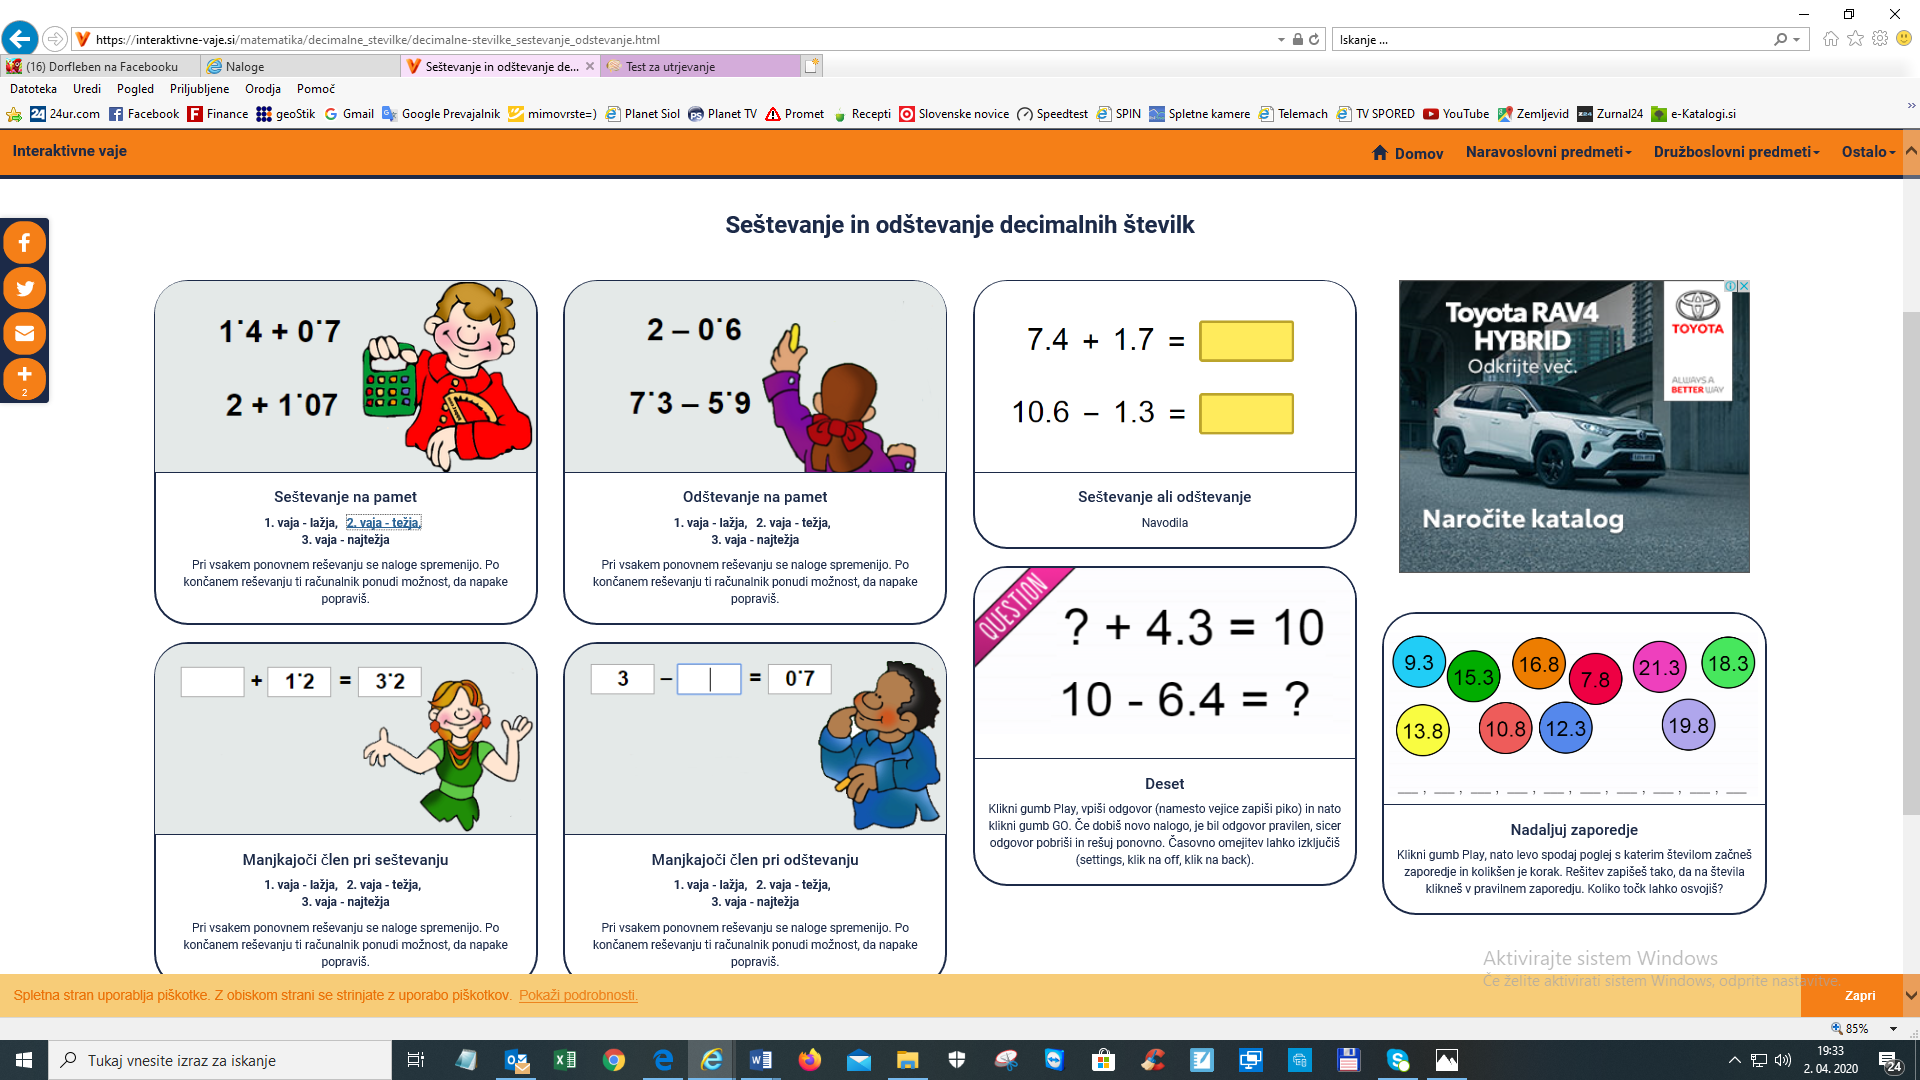 https://interaktivne-vaje.si/matematika/decimalne_stevilke/decimalne-stevilke_sestevanje_odstevanje.html
Iskanje ...
(16) Dorfleben na Facebooku
Naloge
Seštevanje in odštevanje de...
Test za utrjevanje
Datoteka Uredi Pogled Priljubljene Orodja Pomoč
24ur.com Facebook Finance geoStik Gmail Google Prevajalnik mimovrste=) Planet Siol Planet TV Promet Recepti Slovenske novice Speedtest SPIN Spletne kamere Telemach TV SPORED YouTube Zemljevid Zurnal24 e-Katalogi.si
Interaktivne vaje
Domov Naravoslovni predmeti Družboslovni predmeti Ostalo
Seštevanje in odštevanje decimalnih številk
2
1˙4 + 0˙7
2 + 1˙07
Seštevanje na pamet
1. vaja - lažja, 2. vaja - težja,
3. vaja - najtežja
Pri vsakem ponovnem reševanju se naloge spremenijo. Po
končanem reševanju ti računalnik ponudi možnost, da napake
popraviš.
2 – 0˙6
7˙3 – 5˙9
Odštevanje na pamet
1. vaja - lažja, 2. vaja - težja,
3. vaja - najtežja
Pri vsakem ponovnem reševanju se naloge spremenijo. Po
končanem reševanju ti računalnik ponudi možnost, da napake
popraviš.
7.4 + 1.7 =
10.6 − 1.3 =
Seštevanje ali odštevanje
Navodila
Toyota RAV4
HYBRID
Odkrijte več.
TOYOTA
ALWAYS A
BETTER WAY
Naročite katalog
+ 1˙2 = 3˙2
Manjkajoči člen pri seštevanju
1. vaja - lažja, 2. vaja - težja,
3. vaja - najtežja
Pri vsakem ponovnem reševanju se naloge spremenijo. Po
končanem reševanju ti računalnik ponudi možnost, da napake
popraviš.
3 – = 0˙7
Manjkajoči člen pri odštevanju
1. vaja - lažja, 2. vaja - težja,
3. vaja - najtežja
Pri vsakem ponovnem reševanju se naloge spremenijo. Po
končanem reševanju ti računalnik ponudi možnost, da napake
popraviš.
QUESTION
? + 4.3 = 10
10 - 6.4 = ?
Deset
Klikni gumb Play, vpiši odgovor (namesto vejice zapiši piko) in nato
klikni gumb GO. Če dobiš novo nalogo, je bil odgovor pravilen, sicer
odgovor pobriši in rešuj ponovno. Časovno omejitev lahko izključiš
(settings, klik na off, klik na back).
9.3 15.3 16.8 7.8 21.3 18.3
13.8 10.8 12.3 19.8
__ , __ , __ , __ , __ , __ , __ , __ , __ , __
Nadaljuj zaporedje
Klikni gumb Play, nato levo spodaj poglej s katerim številom začneš
zaporedje in kolikšen je korak. Rešitev zapišeš tako, da na števila
klikneš v pravilnem zaporedju. Koliko točk lahko osvojiš?
Aktivirajte sistem Windows
Če želite aktivirati sistem Windows, odprite nastavitve.
Spletna stran uporablja piškotke. Z obiskom strani se strinjate z uporabo piškotkov. Pokaži podrobnosti.
Zapri
85%
Tukaj vnesite izraz za iskanje
19:33
2. 04. 2020
24